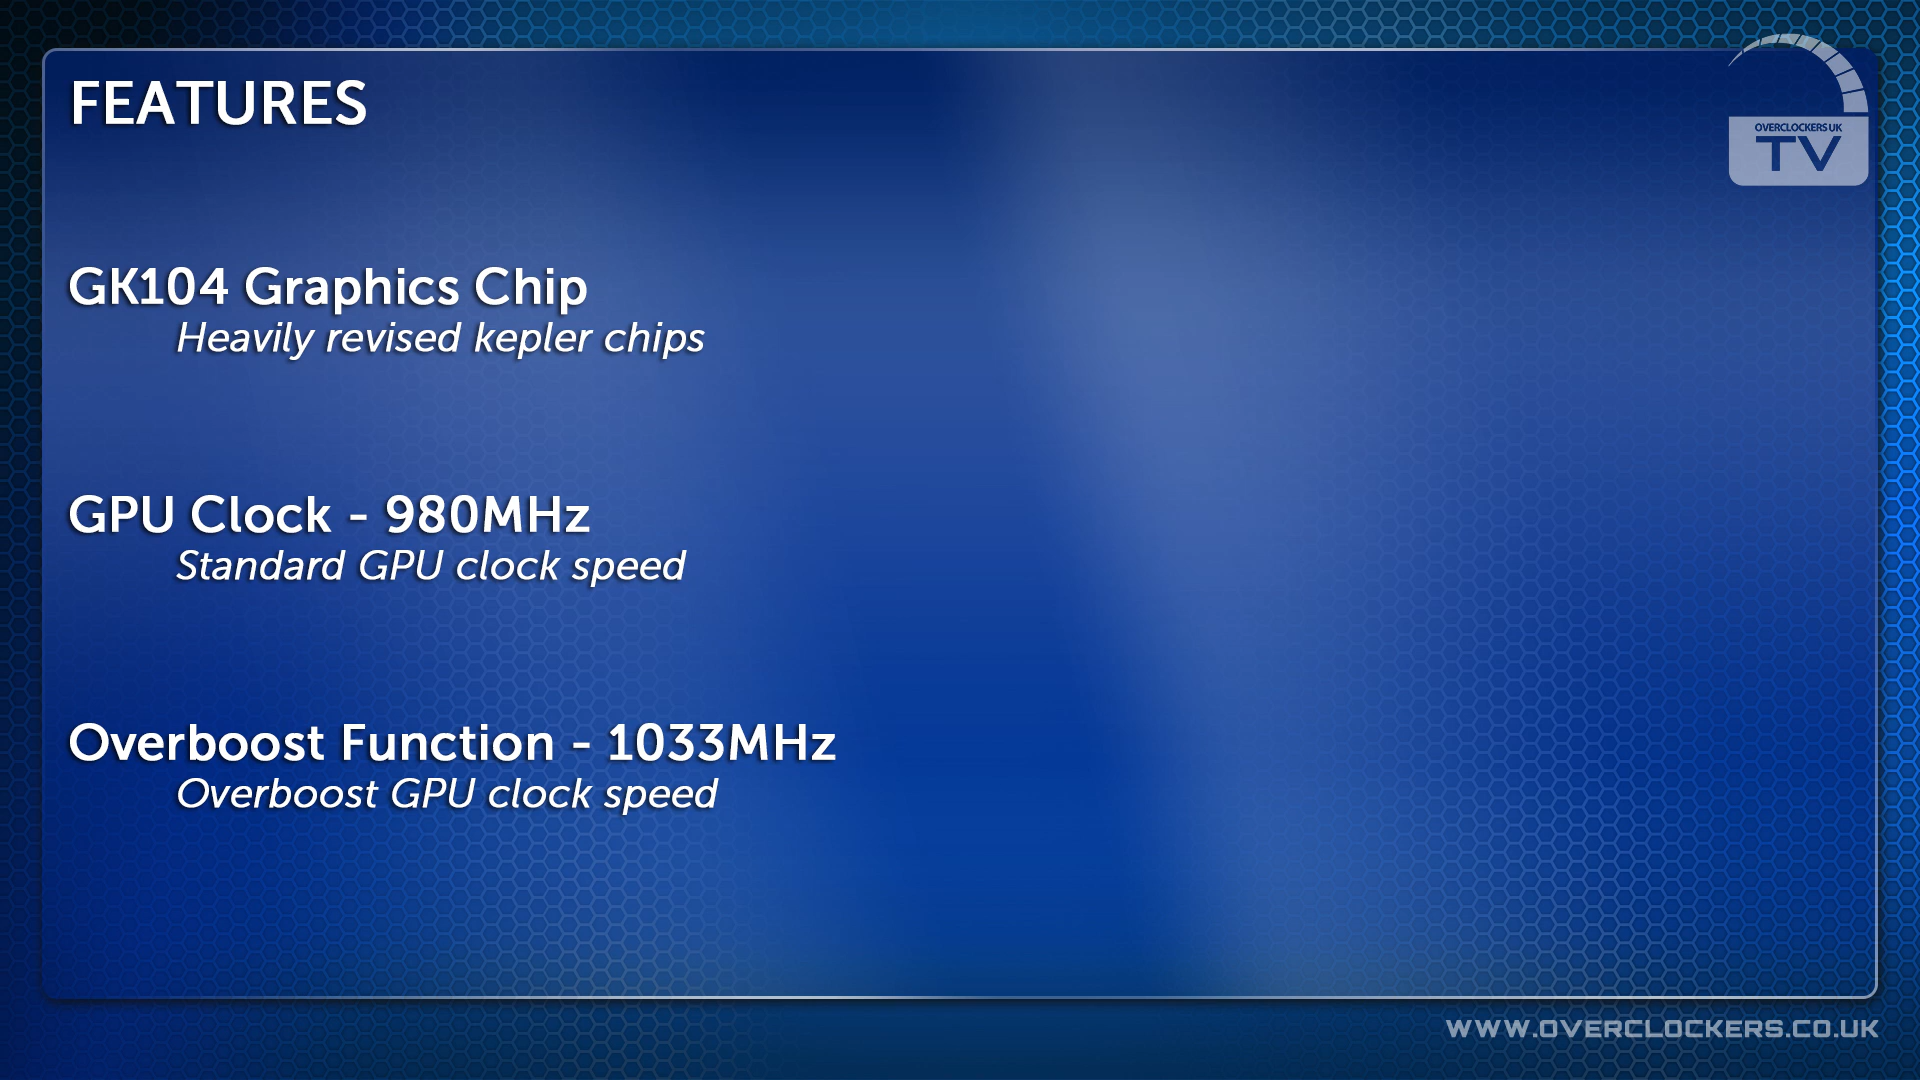 FEATURES
OVERCLOCKERS UK
TV
GK104 Graphics Chip
Heavily revised kepler chips
GPU Clock - 980MHz
Standard GPU clock speed
Overboost Function - 1033MHz
Overboost GPU clock speed
WWW.OVERCLOCKERS.CO.UK